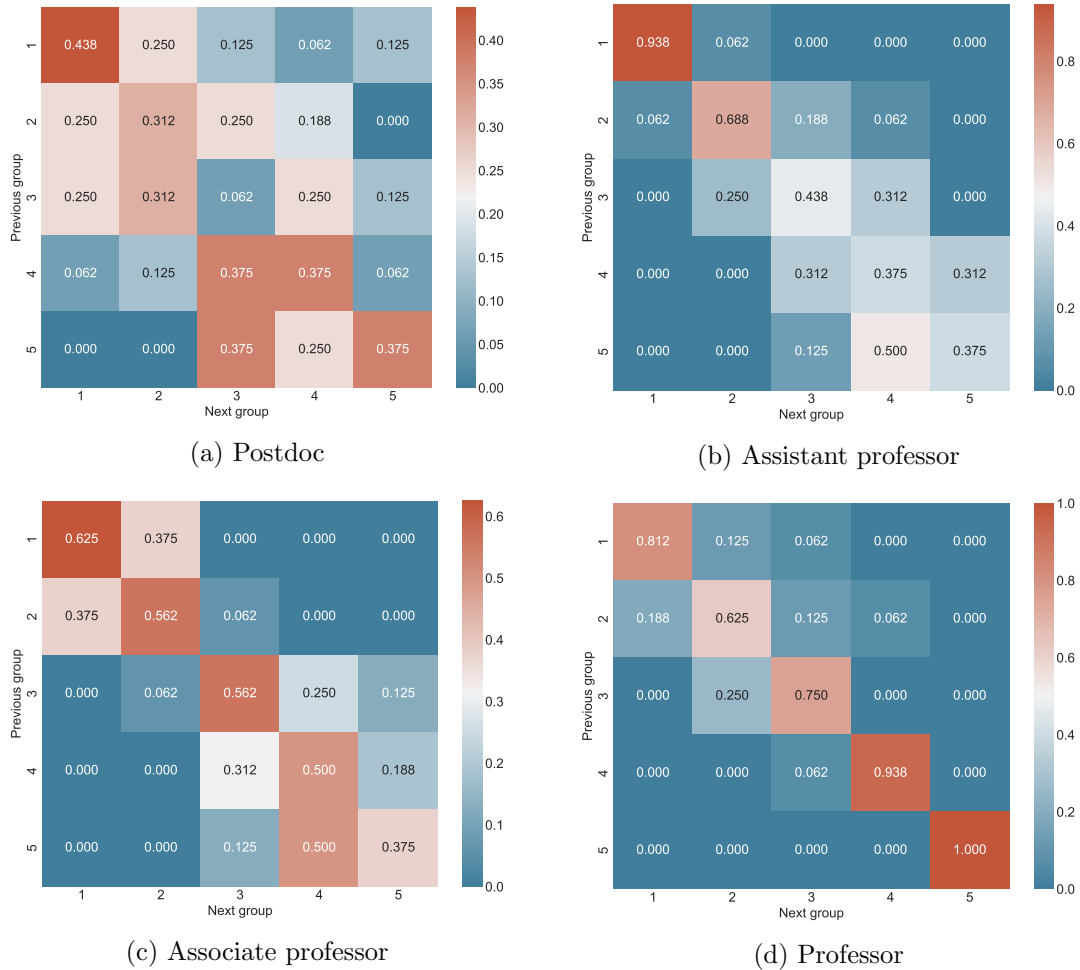 1 0.438 0.250 0.125 0.062 0.125
2 0.250 0.312 0.250 0.188 0.000
3 0.250 0.312 0.062 0.250 0.125
4 0.062 0.125 0.375 0.375 0.062
5 0.000 0.000 0.375 0.250 0.375
1 2 3 4 5
Previous group
Next group
0.40
0.35
0.30
0.25
0.20
0.15
0.10
0.05
0.00
(a) Postdoc
1 0.938 0.062 0.000 0.000 0.000
2 0.062 0.688 0.188 0.062 0.000
3 0.000 0.250 0.438 0.312 0.000
4 0.000 0.000 0.312 0.375 0.312
5 0.000 0.000 0.125 0.500 0.375
1 2 3 4 5
Previous group
Next group
0.8
0.6
0.4
0.2
0.0
(b) Assistant professor
1 0.625 0.375 0.000 0.000 0.000
2 0.375 0.562 0.062 0.000 0.000
3 0.000 0.062 0.562 0.250 0.125
4 0.000 0.000 0.312 0.500 0.188
5 0.000 0.000 0.125 0.500 0.375
1 2 3 4 5
Previous group
Next group
0.6
0.5
0.4
0.3
0.2
0.1
0.0
(c) Associate professor
1 0.812 0.125 0.062 0.000 0.000
2 0.188 0.625 0.125 0.062 0.000
3 0.000 0.250 0.750 0.000 0.000
4 0.000 0.000 0.062 0.938 0.000
5 0.000 0.000 0.000 0.000 1.000
1 2 3 4 5
Previous group
Next group
1.0
0.8
0.6
0.4
0.2
0.0
(d) Professor